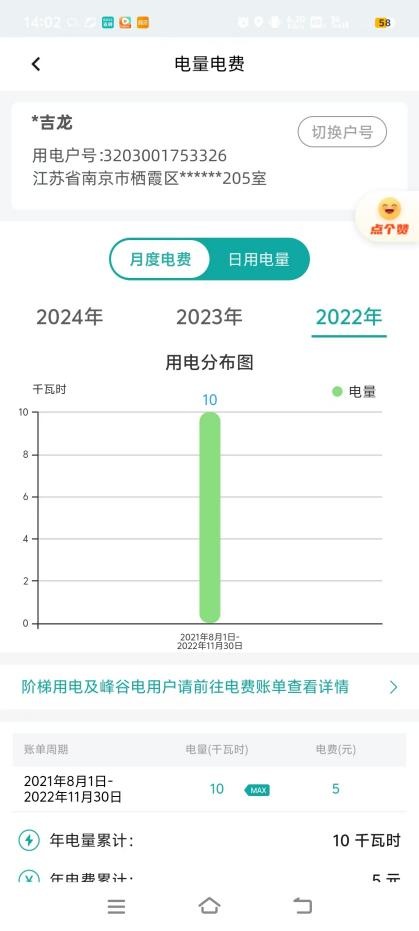 14:02
58
电量电费
*吉龙
切换户号
用电户号:3203001753326
江苏省南京市栖霞区******205室
点个赞
月度电费 日用电量
2024年 2023年 2022年
用电分布图
千瓦时
电量
10
10
8
6
4
2
0
2021年8月1日-
2022年11月30日
阶梯用电及峰谷电用户请前往电费账单查看详情
账单周期 电量(千瓦时) 电费(元)
2021年8月1日-
2022年11月30日
10 MAX 5
年电量累计: 10 千瓦时
年电费累计: 5 元